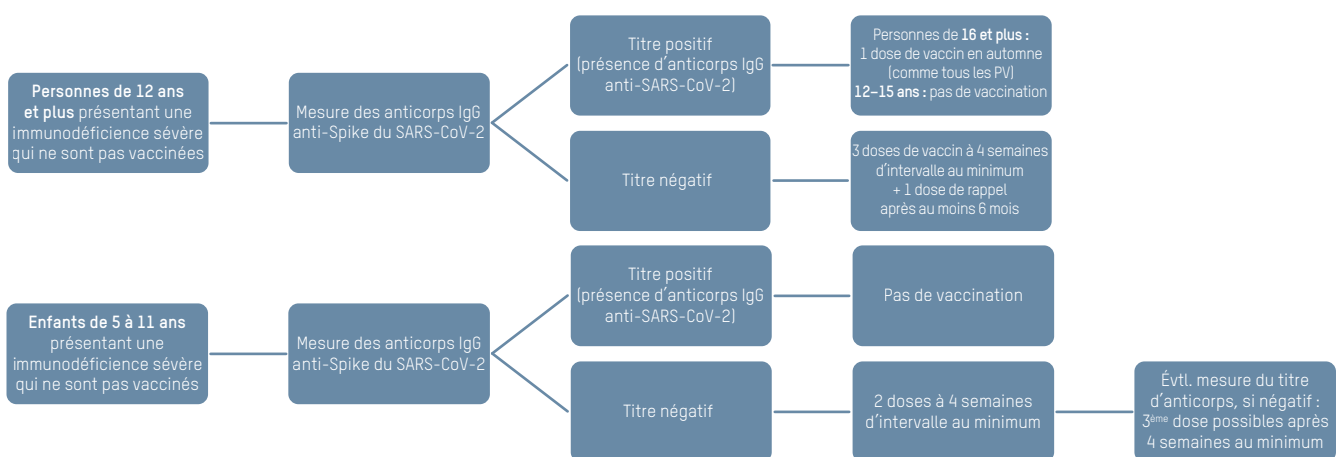 Personnes de 12 ans
et plus présentant une
immunodéficience sévère
qui ne sont pas vaccinées
Mesure des anticorps IgG
anti-Spike du SARS-CoV-2
Titre positif
(présence d'anticorps IgG
anti-SARS-CoV-2)
Personnes de 16 et plus :
1 dose de vaccin en automne
(comme tous les PV)
12–15 ans : pas de vaccination
Titre négatif
3 doses de vaccin à 4 semaines
d'intervalle au minimum
+ 1 dose de rappel
après au moins 6 mois
Enfants de 5 à 11 ans
présentant une
immunodéficience sévère
qui ne sont pas vaccinés
Mesure des anticorps IgG
anti-Spike du SARS-CoV-2
Titre positif
(présence d'anticorps IgG
anti-SARS-CoV-2)
Pas de vaccination
Titre négatif
2 doses à 4 semaines
d'intervalle au minimum
Évtl. mesure du titre
d'anticorps, si négatif :
3ème dose possibles après
4 semaines au minimum